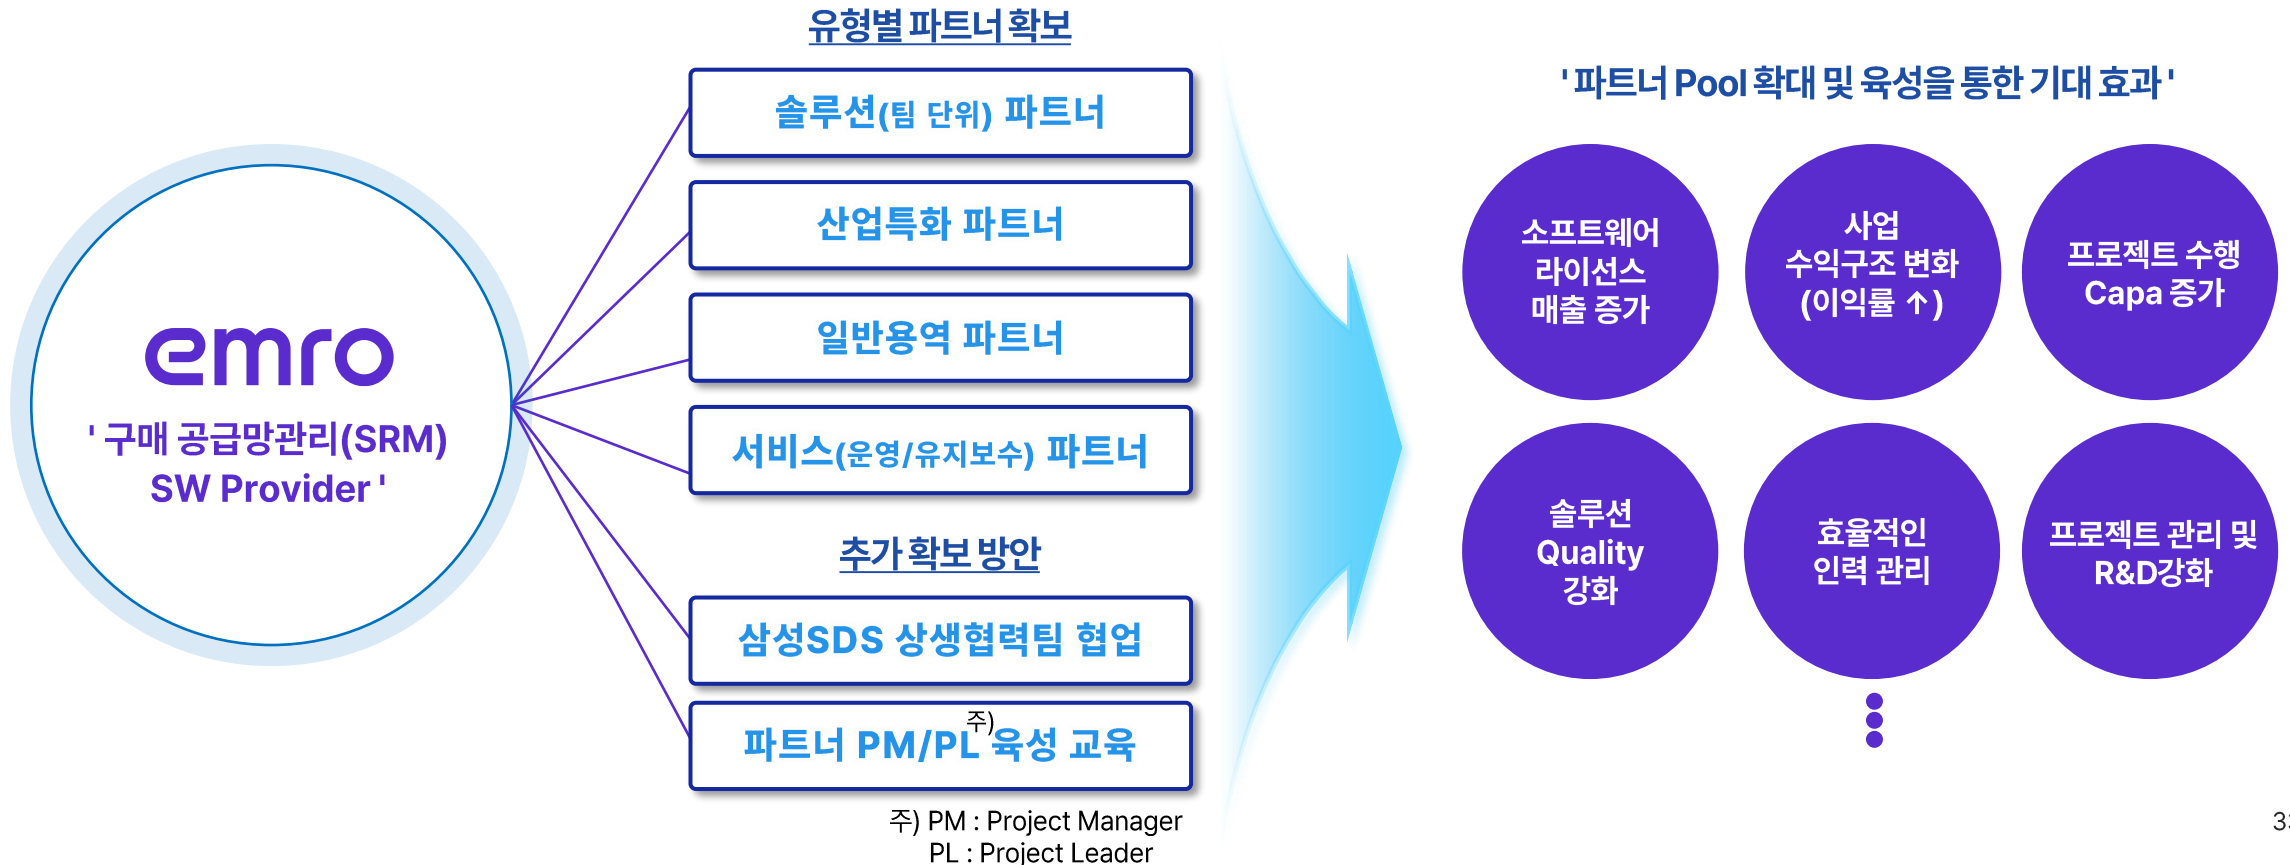 emro
' 구매 공급망관리(SRM)
SW Provider '
유형별 파트너 확보
솔루션(팀 단위) 파트너
산업특화 파트너
일반용역 파트너
서비스(운영/유지보수) 파트너
추가 확보 방안
삼성SDS 상생협력팀 협업
파트너 PM/PL 주) 육성 교육
주) PM : Project Manager
PL : Project Leader
' 파트너 Pool 확대 및 육성을 통한 기대 효과 '
소프트웨어
라이선스
매출 증가
사업
수익구조 변화
(이익률 ↑)
프로젝트 수행
Capa 증가
솔루션
Quality
강화
효율적인
인력 관리
프로젝트 관리 및
R&D강화